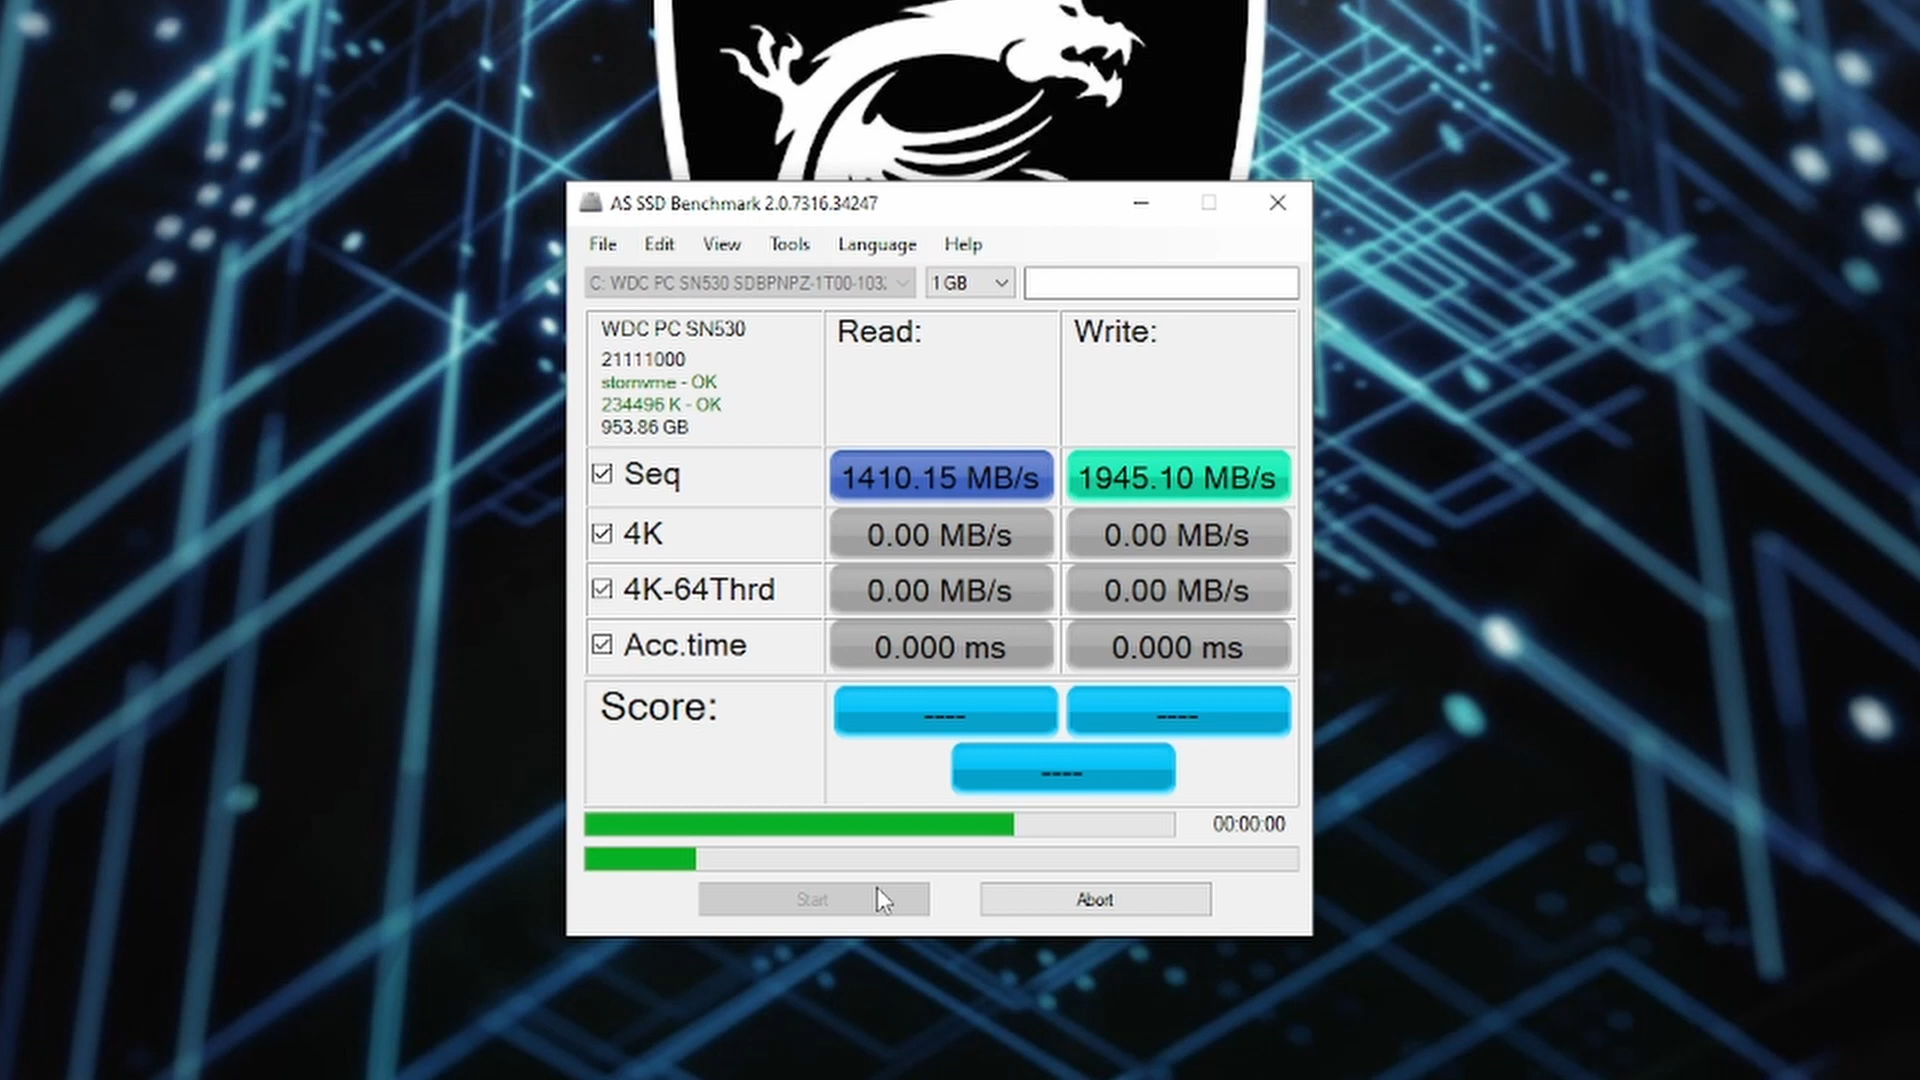 AS SSD Benchmark 2.0.7316.34247
File Edit View Tools Language Help
C: WDC PC SN530 SDBPNPZ-1T00-103 1 GB
WDC PC SN530 Read: Write:
21111000
stornvme - OK
234496 K - OK
953.86 GB
Seq 1410.15 MB/s 1945.10 MB/s
4K 0.00 MB/s 0.00 MB/s
4K-64Thrd 0.00 MB/s 0.00 MB/s
Acc.time 0.000 ms 0.000 ms
Score: ---- ----
----
00:00:00
Start Abort